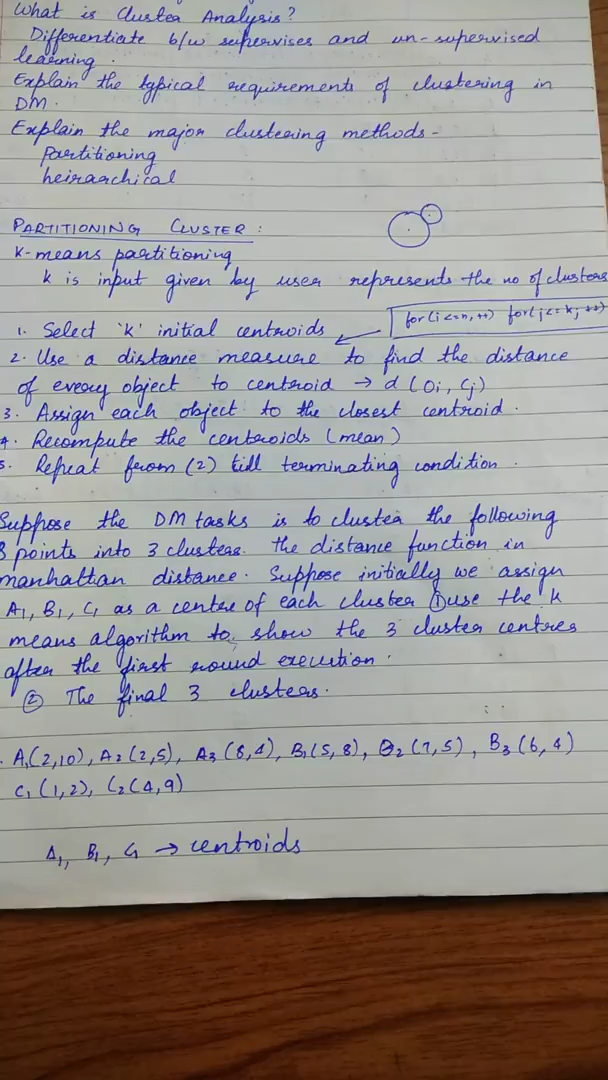 What is Cluster Analysis?
Differentiate b/w supervises and un-supervised
learning.
Explain the typical requirements of clustering in
DM.
Explain the major clustering methods-
Partitioning
heirarchical
PARTITIONING CLUSTER :
K-means partitioning
k is input given by user represents the no of clusters
for(i<=n,++) for(j<=k,++)
1. Select 'k' initial centroids
2. Use a distance measure to find the distance
of every object to centroid → d(Oi, Cj)
3. Assign each object to the closest centroid.
4. Recompute the centroids (mean)
5. Repeat from (2) till terminating condition.
Suppose the DM tasks is to cluster the following
8 points into 3 clusters. the distance function in
manhattan distance. Suppose initially we assign
A1, B1, C1 as a centre of each cluster ① use the k
means algorithm to show the 3 cluster centres
after the first round execution.
② The final 3 clusters.
A1(2,10), A2(2,5), A3(8,4), B1(5,8), B2(7,5), B3(6,4)
C1(1,2), C2(4,9)
A1, B1, C1 → centroids